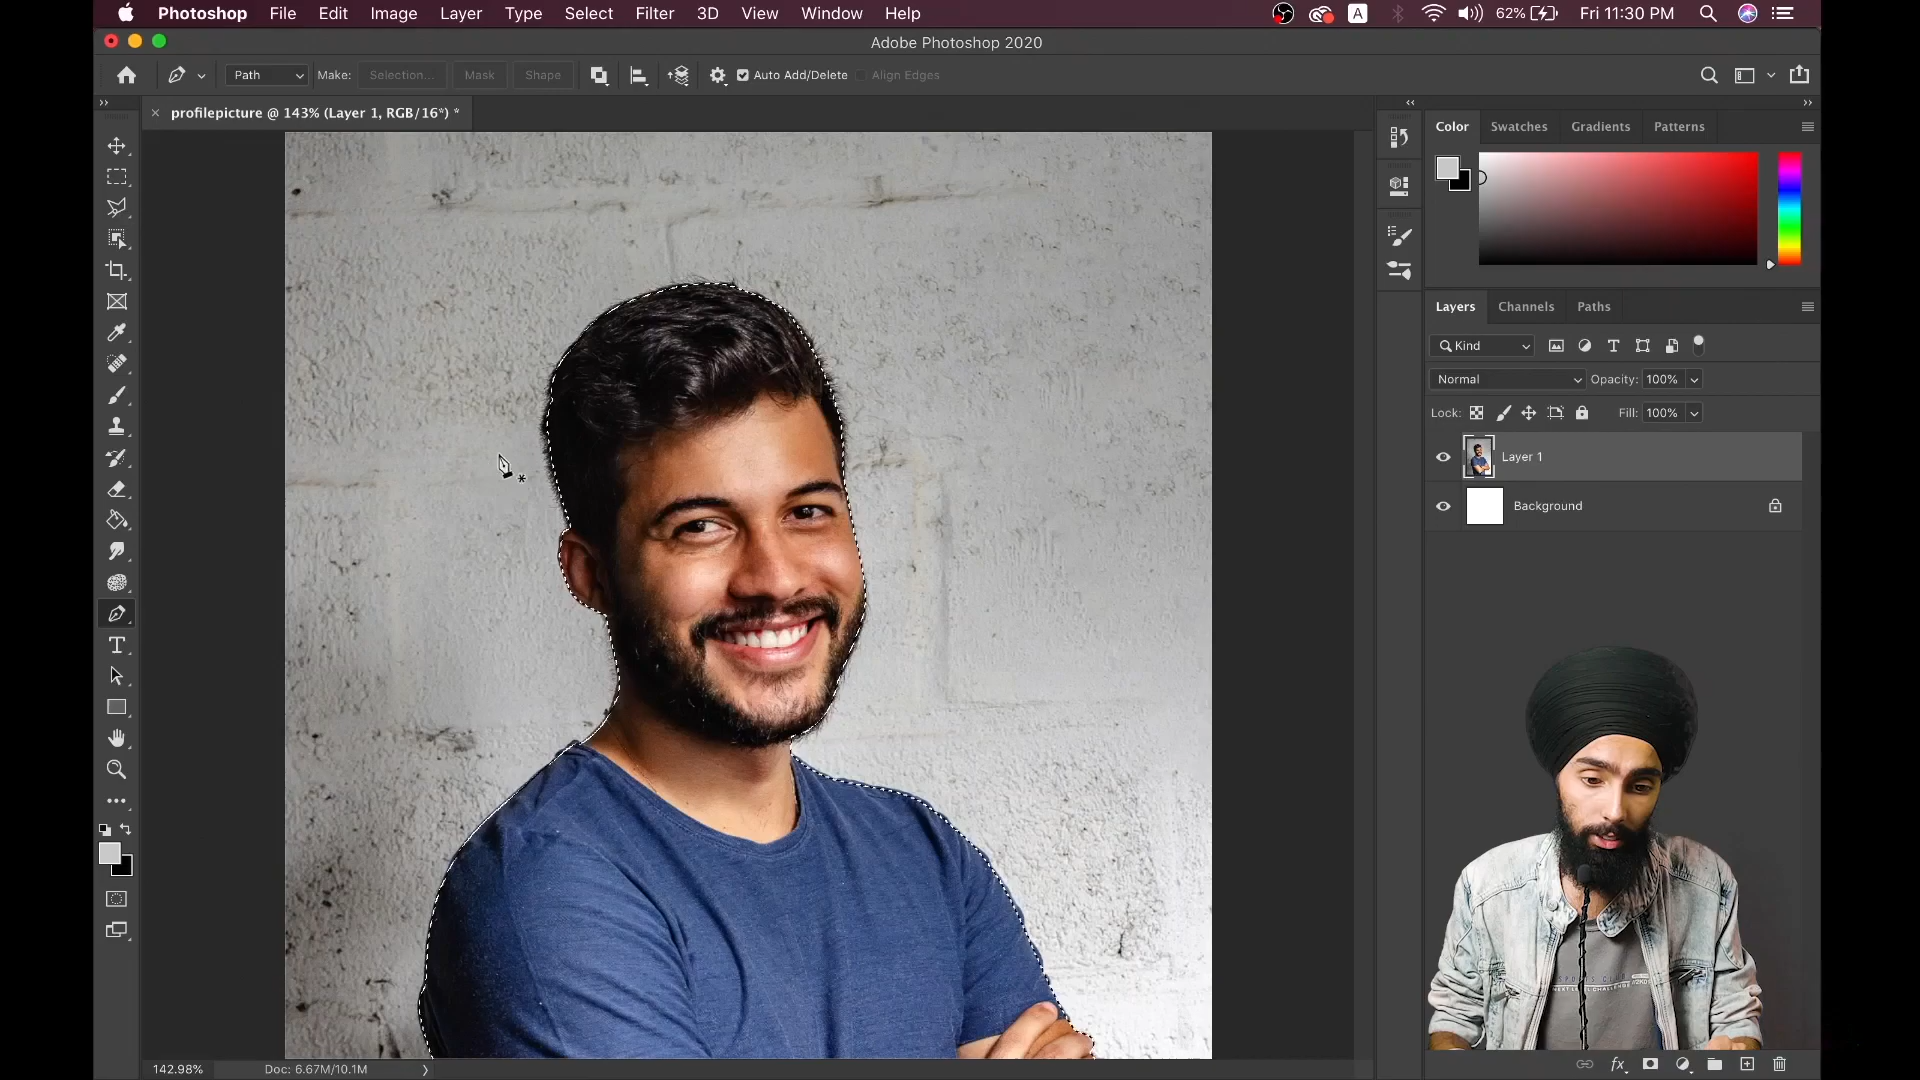 Photoshop File Edit Image Layer Type Select Filter 3D View Window Help A 62% Fri 11:30 PM
Adobe Photoshop 2020
Path Make: Selection... Mask Shape Auto Add/Delete Align Edges
× profilepicture @ 143% (Layer 1, RGB/16*) *
Color Swatches Gradients Patterns
Layers Channels Paths
Kind
Normal Opacity: 100%
Lock: Fill: 100%
Layer 1
Background
NEXT LEVEL CHALLENGE
142.98% Doc: 6.67M/10.1M